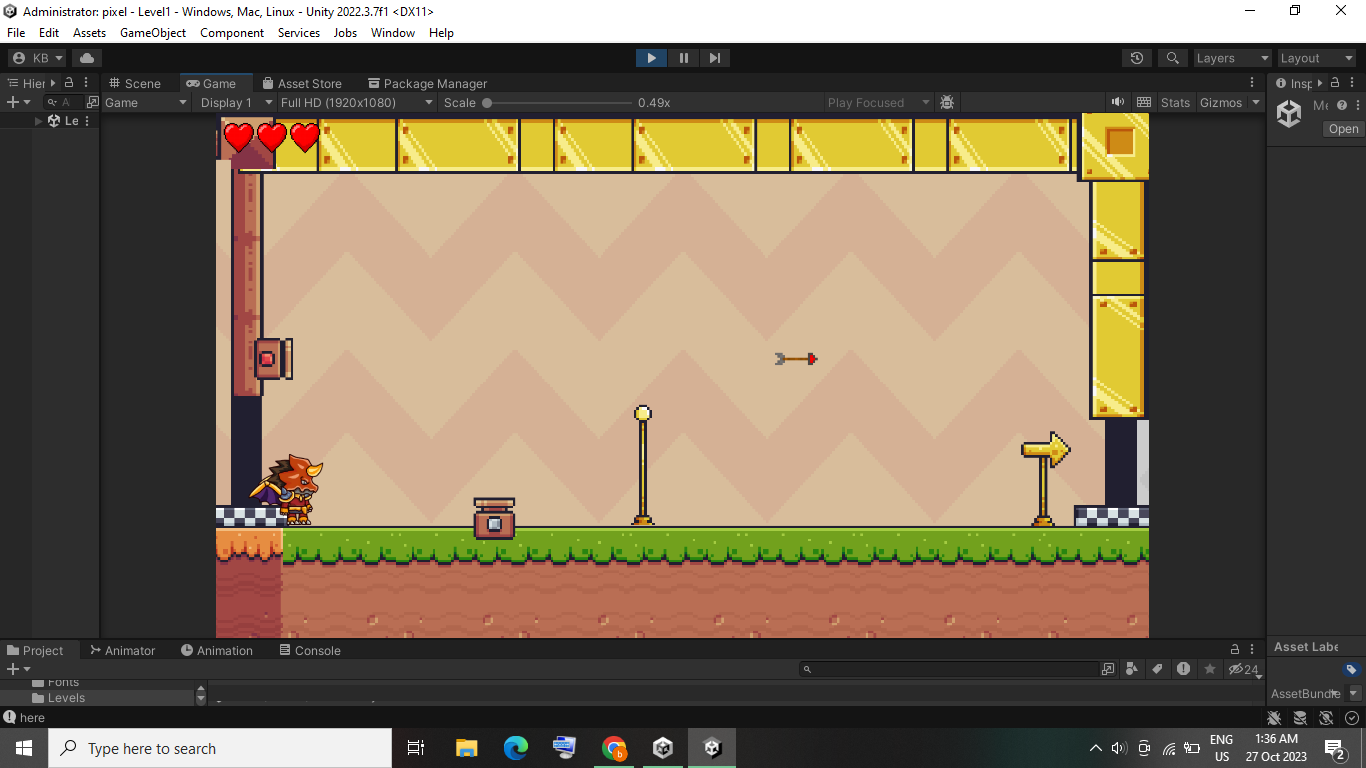 Administrator: pixel - Level1 - Windows, Mac, Linux - Unity 2022.3.7f1 <DX11>
File Edit Assets GameObject Component Services Jobs Window Help
KB Layers Layout
Hier Scene Game Asset Store Package Manager Insp
Game Display 1 Full HD (1920x1080) Scale 0.49x Play Focused Stats Gizmos
Le
Open
Project Animator Animation Console
Asset Labe
24
Fonts
Levels
AssetBundle
here
Type here to search
ENG
US
1:36 AM
27 Oct 2023
2